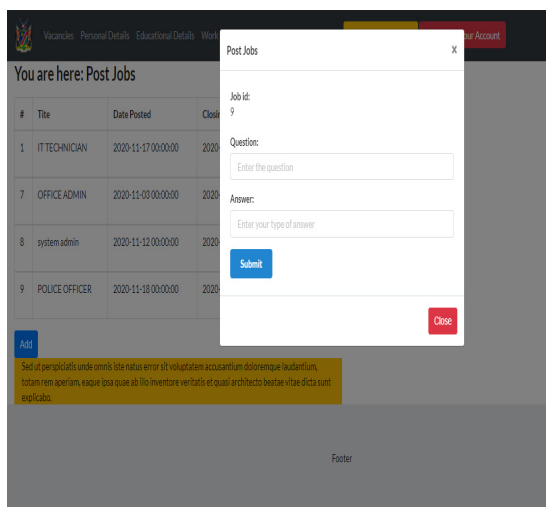 Vacancies Personal Details Educational Details Work
our Account
You are here: Post Jobs
# Tite Date Posted Closin
1 IT TECHNICIAN 2020-11-17 00:00:00 2020-
7 OFFICE ADMIN 2020-11-03 00:00:00 2020-
8 system admin 2020-11-12 00:00:00 2020-
9 POLICE OFFICER 2020-11-18 00:00:00 2020-
Add
Sed ut perspiciatis unde omnis iste natus error sit voluptatem accusantium doloremque laudantium,
totam rem aperiam, eaque ipsa quae ab illo inventore veritatis et quasi architecto beatae vitae dicta sunt
explicabo.
Footer
Post Jobs x
Job id:
9
Question:
Enter the question
Answer:
Enter your type of answer
Submit
Close